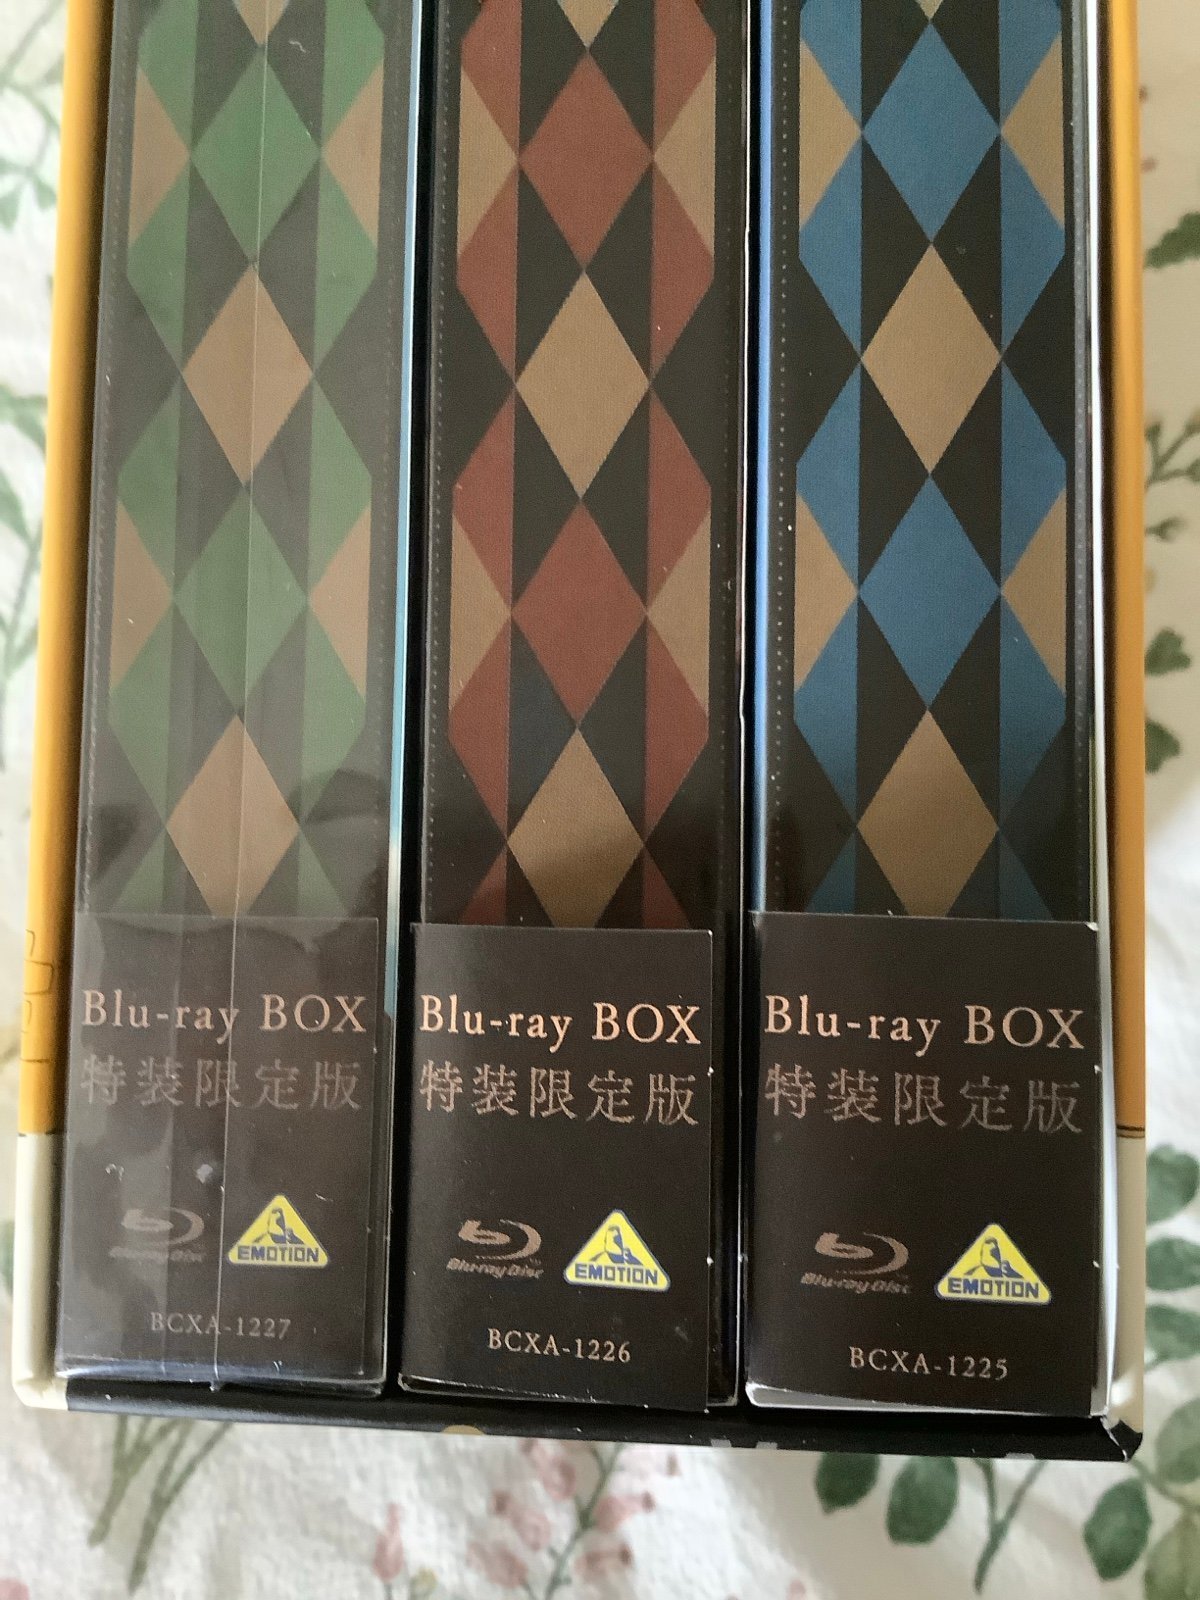 Blu-ray BOX
特装限定版
Blu-ray Disc
EMOTION
BCXA-1227
Blu-ray BOX
特装限定版
Blu-ray Disc
EMOTION
BCXA-1226
Blu-ray BOX
特装限定版
Blu-ray Disc
EMOTION
BCXA-1225